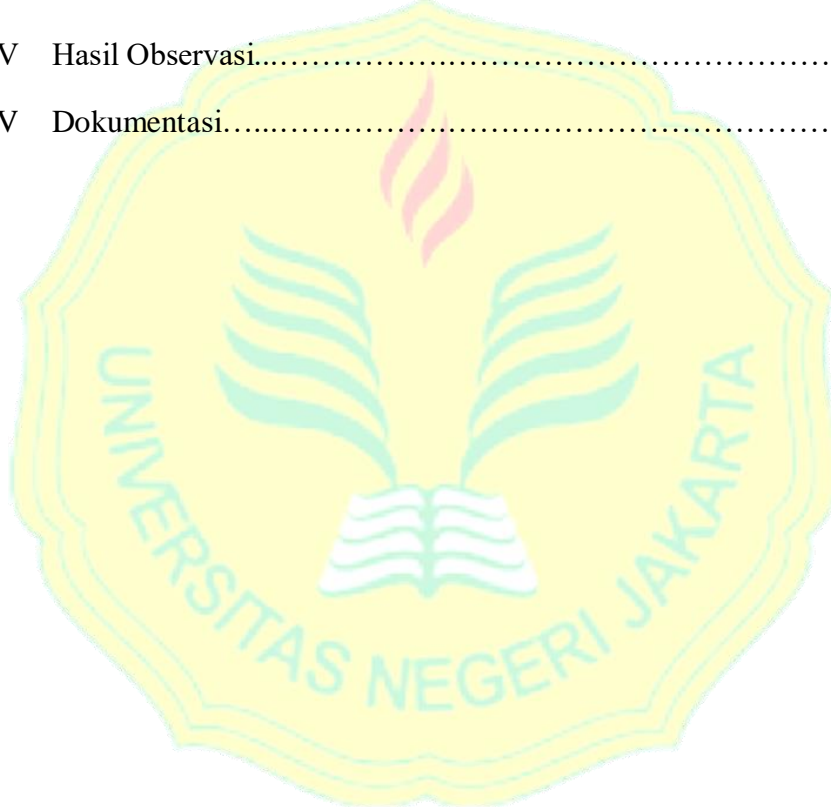 V Hasil Observasi...……………………………………………
V Dokumentasi…...………………………………………………
UNIVERSITAS NEGERI JAKARTA